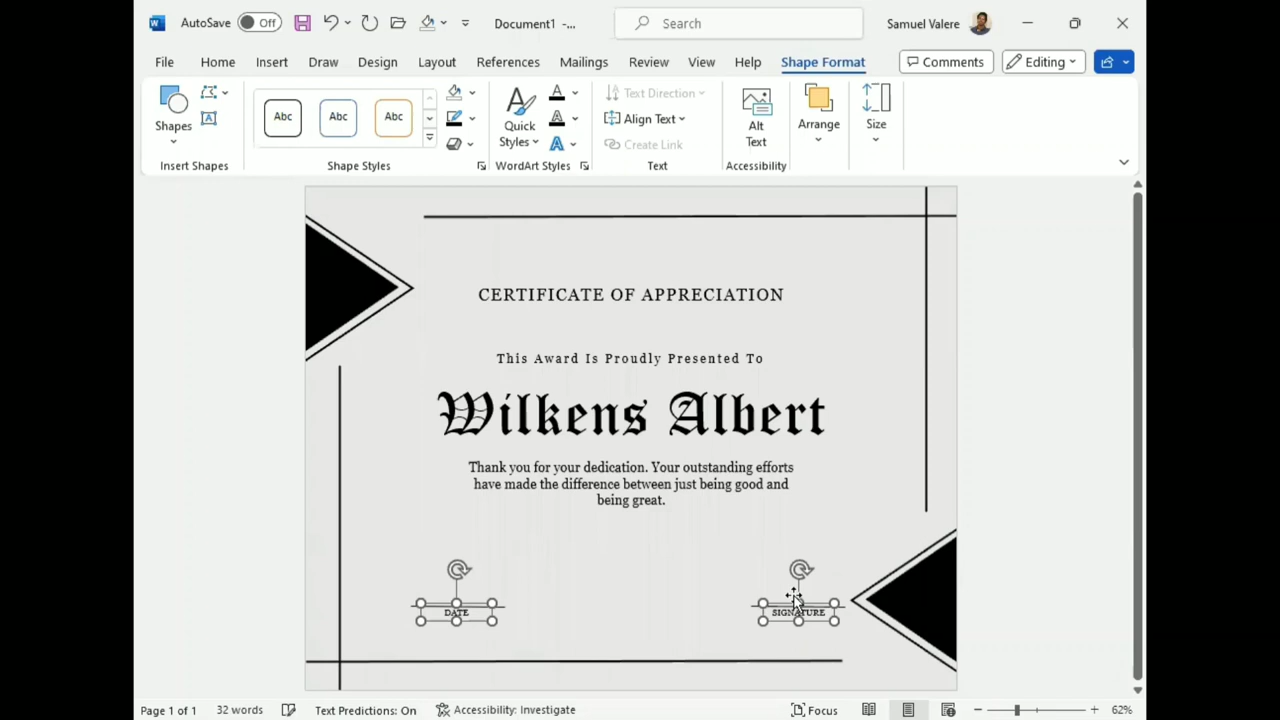 AutoSave Off Document1 -... Search Samuel Valere
File Home Insert Draw Design Layout References Mailings Review View Help Shape Format Comments Editing
Shapes
Abc Abc Abc
Quick
Styles
A A A
Text Direction
Align Text
Create Link
Alt
Text
Arrange
Size
Insert Shapes Shape Styles WordArt Styles Text Accessibility
CERTIFICATE OF APPRECIATION
This Award Is Proudly Presented To
Wilkens Albert
Thank you for your dedication. Your outstanding efforts
have made the difference between just being good and
being great.
DATE SIGNATURE
Page 1 of 1 32 words Text Predictions: On Accessibility: Investigate Focus 62%